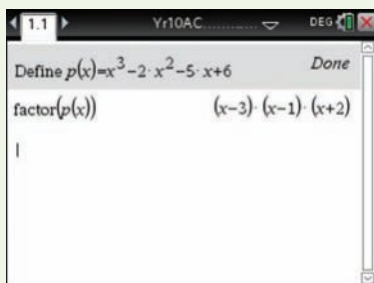 1.1 Yr10AC............ DEG
Define p(x)=x³−2·x²−5·x+6 Done
factor(p(x)) (x−3)·(x−1)·(x+2)